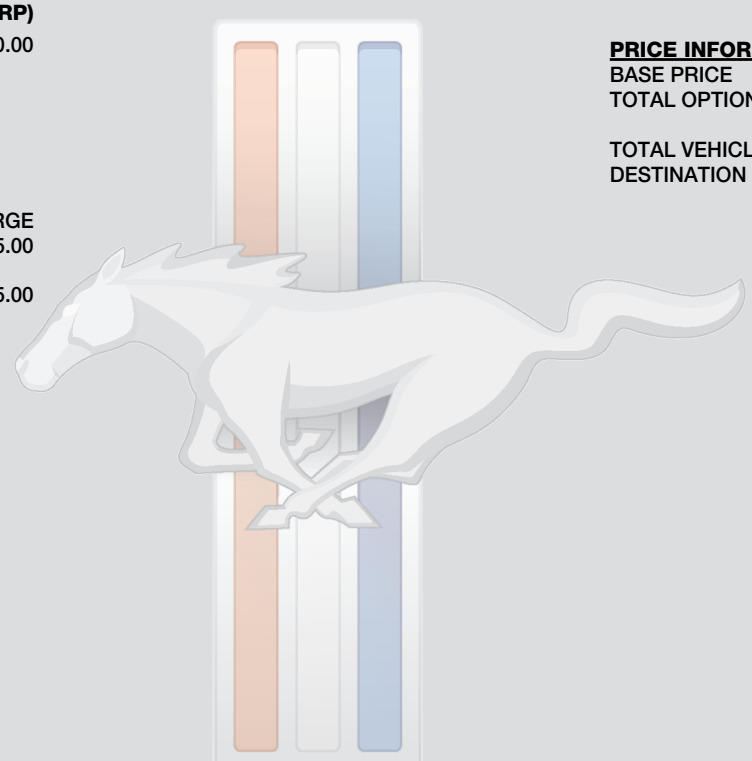 RP)
0.00
RGE
5.00
5.00
PRICE INFOR
BASE PRICE
TOTAL OPTION
TOTAL VEHICL
DESTINATION